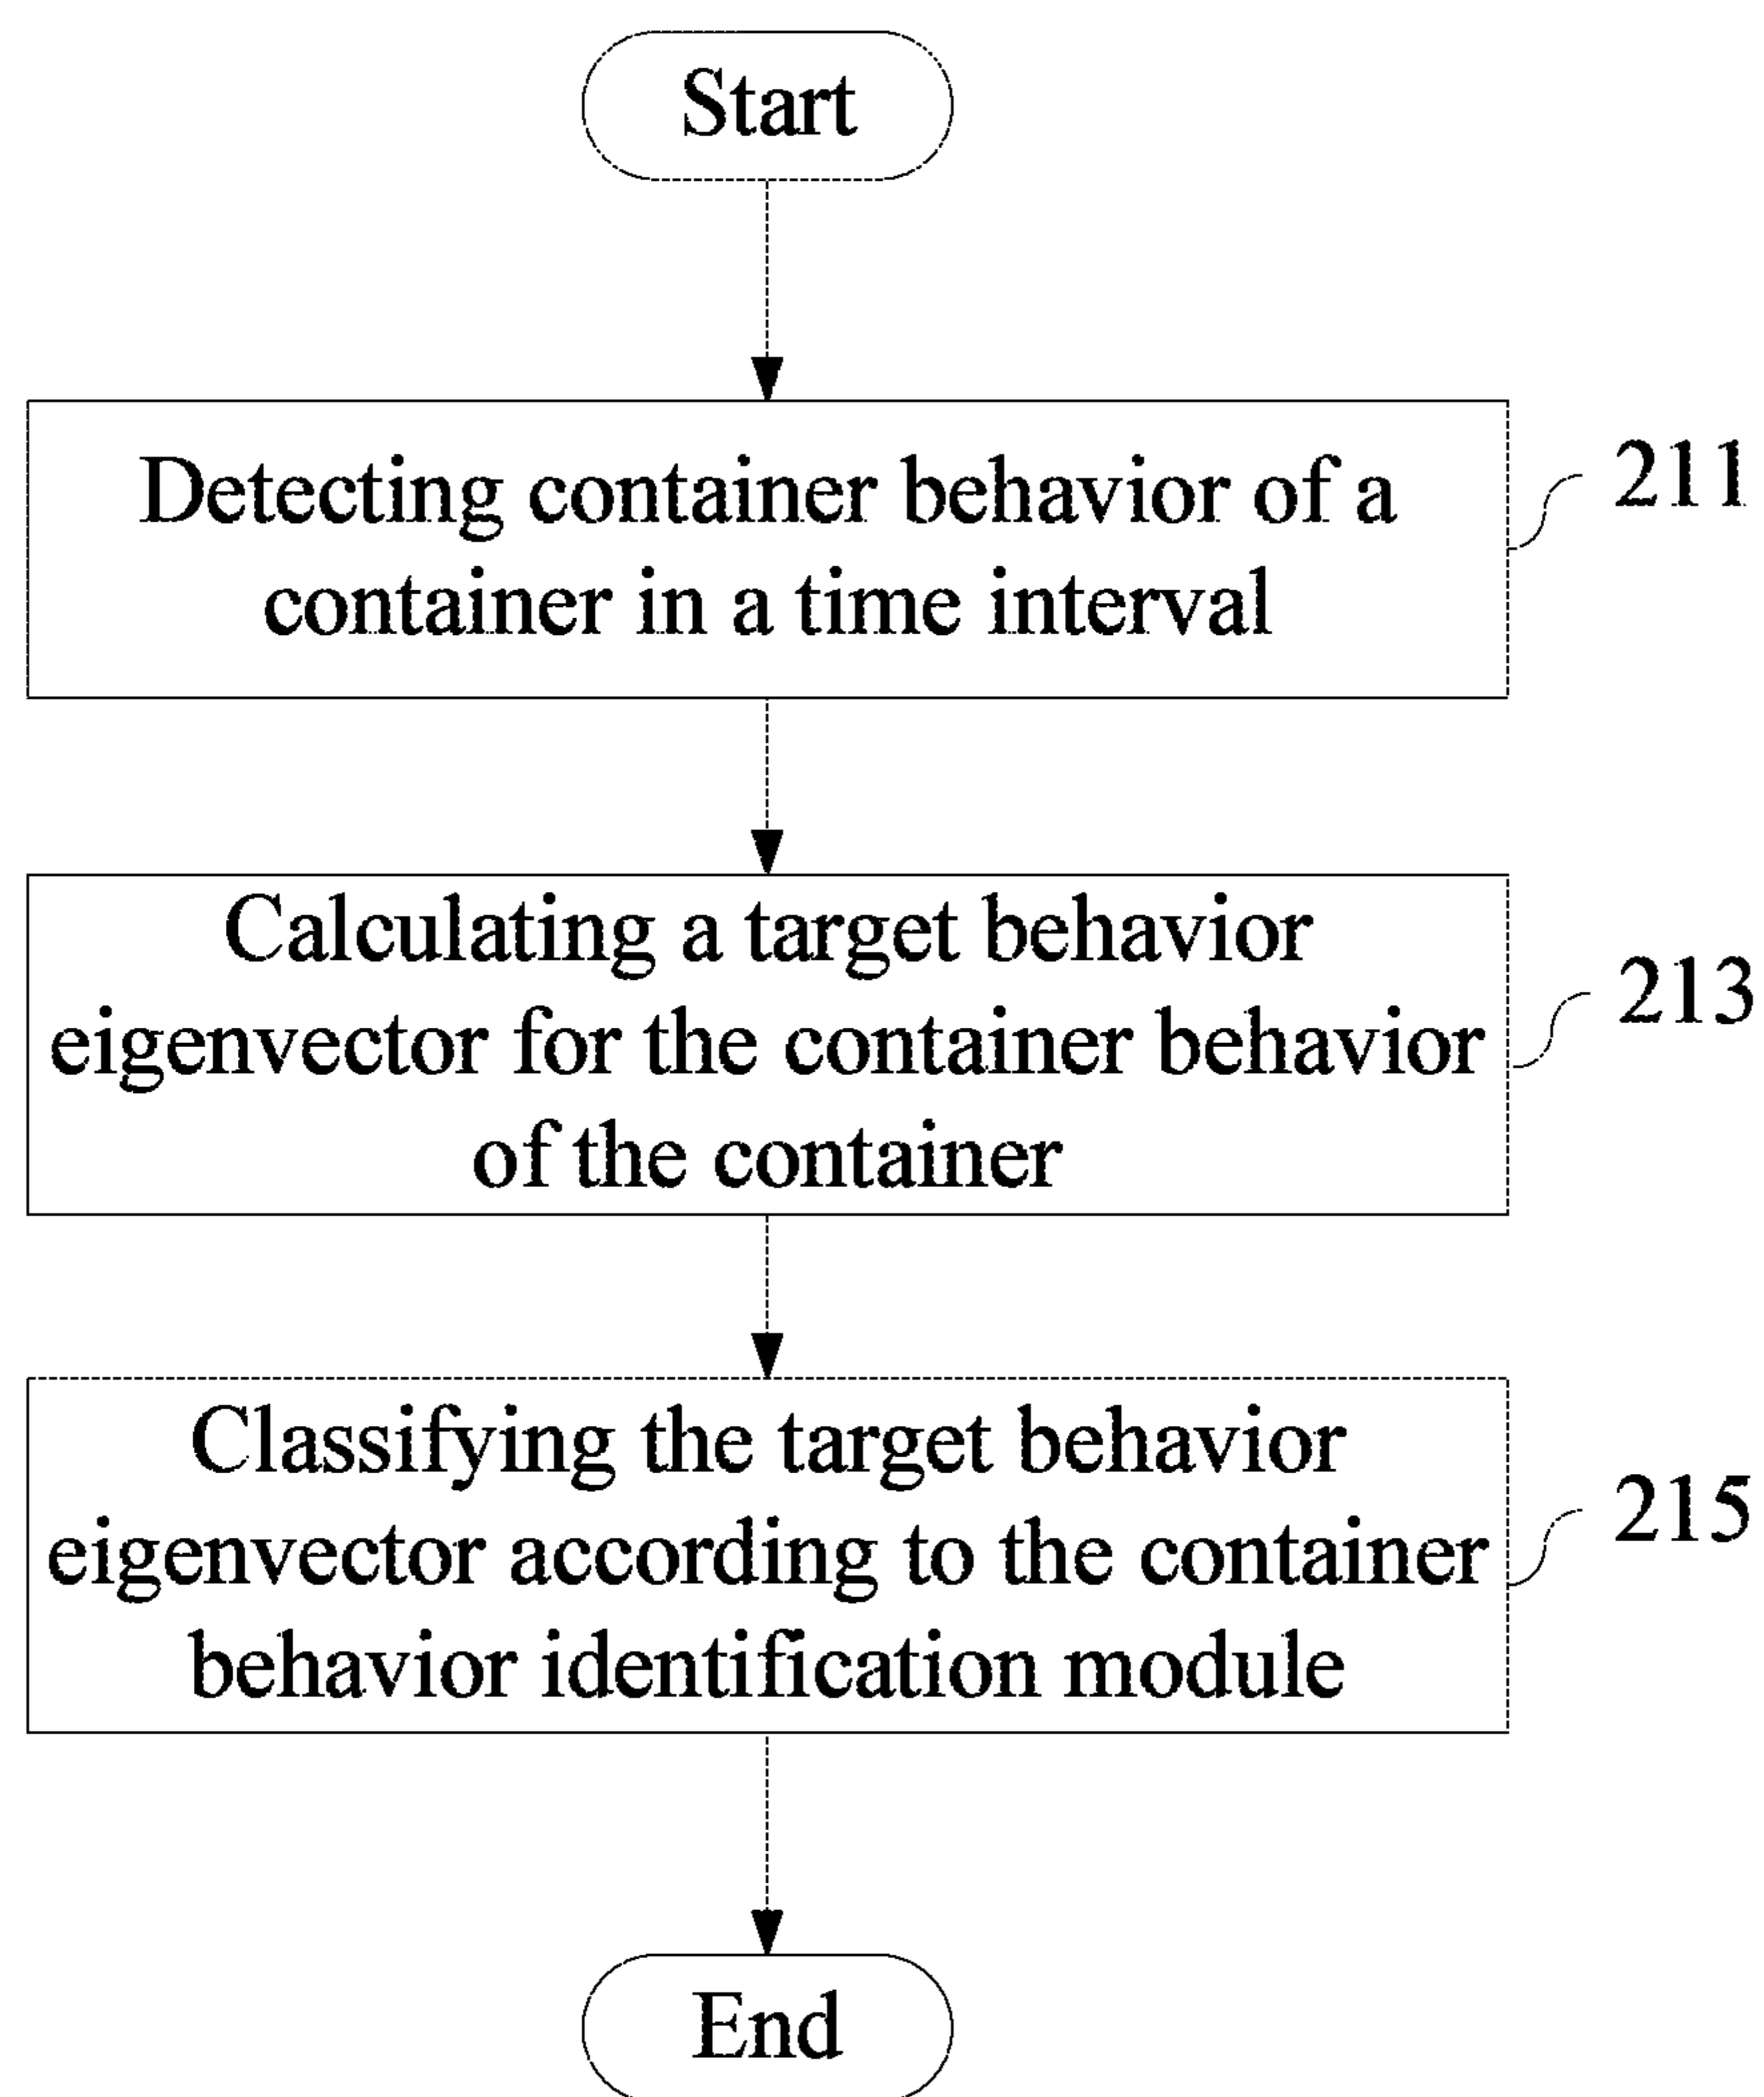 Start
Detecting container behavior of a
container in a time interval
211
Calculating a target behavior
eigenvector for the container behavior
of the container
213
Classifying the target behavior
eigenvector according to the container
behavior identification module
215
End